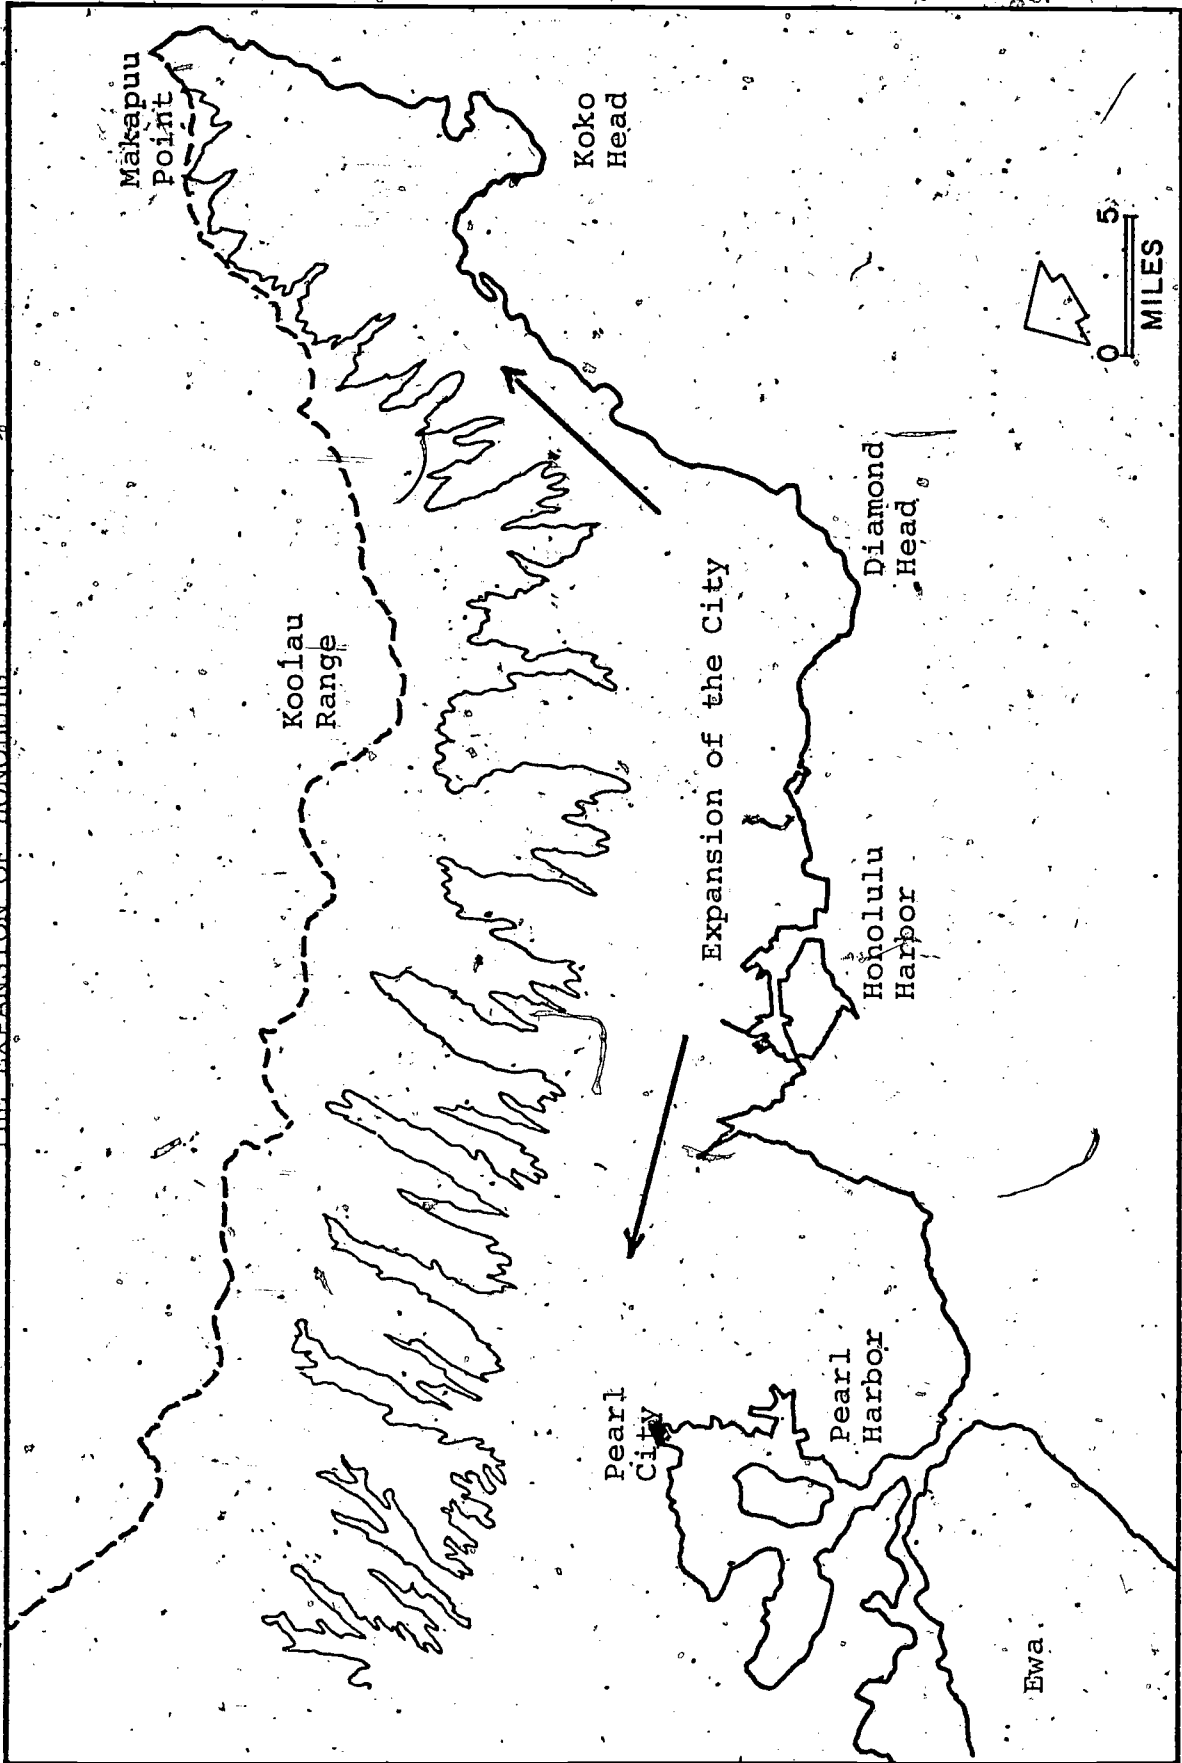 Makapuu
Point
Koko
Head
Koolau
Range
Diamond
Head
Expansion of the City
Honolulu
Harbor
Pearl
City
Pearl
Harbor
Ewa.
0 5
MILES